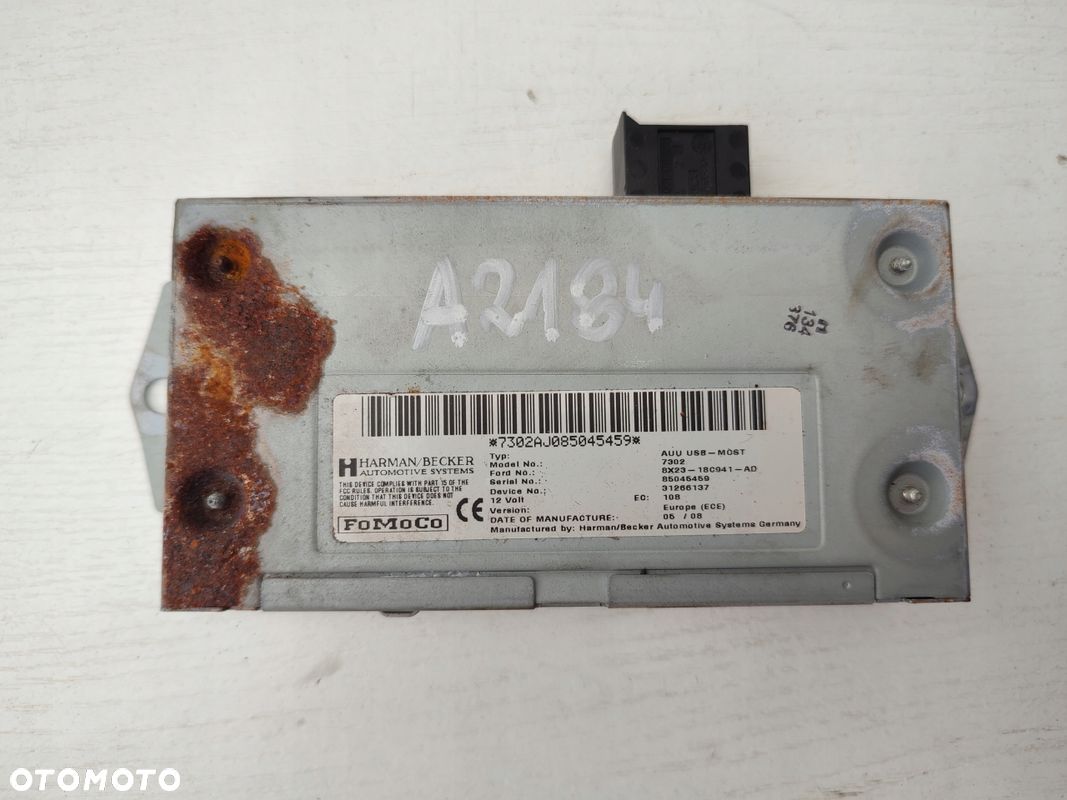 A2184
134
376
*7302AJ085045459*
HARMAN/BECKER
AUTOMOTIVE SYSTEMS
THIS DEVICE COMPLIES WITH PART 15 OF THE
FCC RULES. OPERATION IS SUBJECT TO THE
CONDITION THAT THIS DEVICE DOES NOT
CAUSE HARMFUL INTERFERENCE.
FoMoCo
CE
Typ: AUU USB-MOST
Model No.: 7302
Ford No.: 8X23-18C941-AD
Serial No.: 85045459
Device No.: 31266137
12 Volt EC: 108
Version: Europe (ECE)
DATE OF MANUFACTURE: 05 / 08
Manufactured by: Harman/Becker Automotive Systems Germany
OTOMOTO